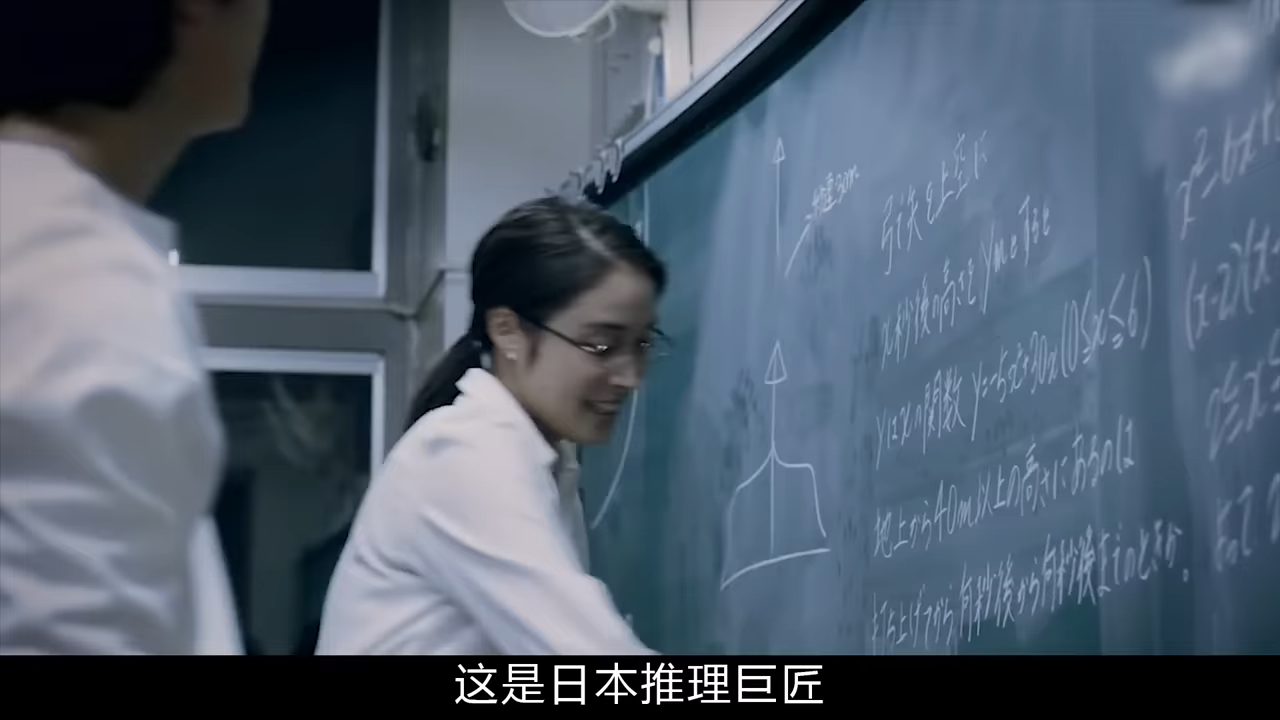 弓矢を上空に
x秒後の高さを ymとすると
yはxの関数 y=-5x²+30x (0≦x≦6)
地上から40m以上の高さにあるのは
打ち上げてから何秒後から何秒後までのときか。
(x-2)(x-
2≦x≦
这是日本推理巨匠